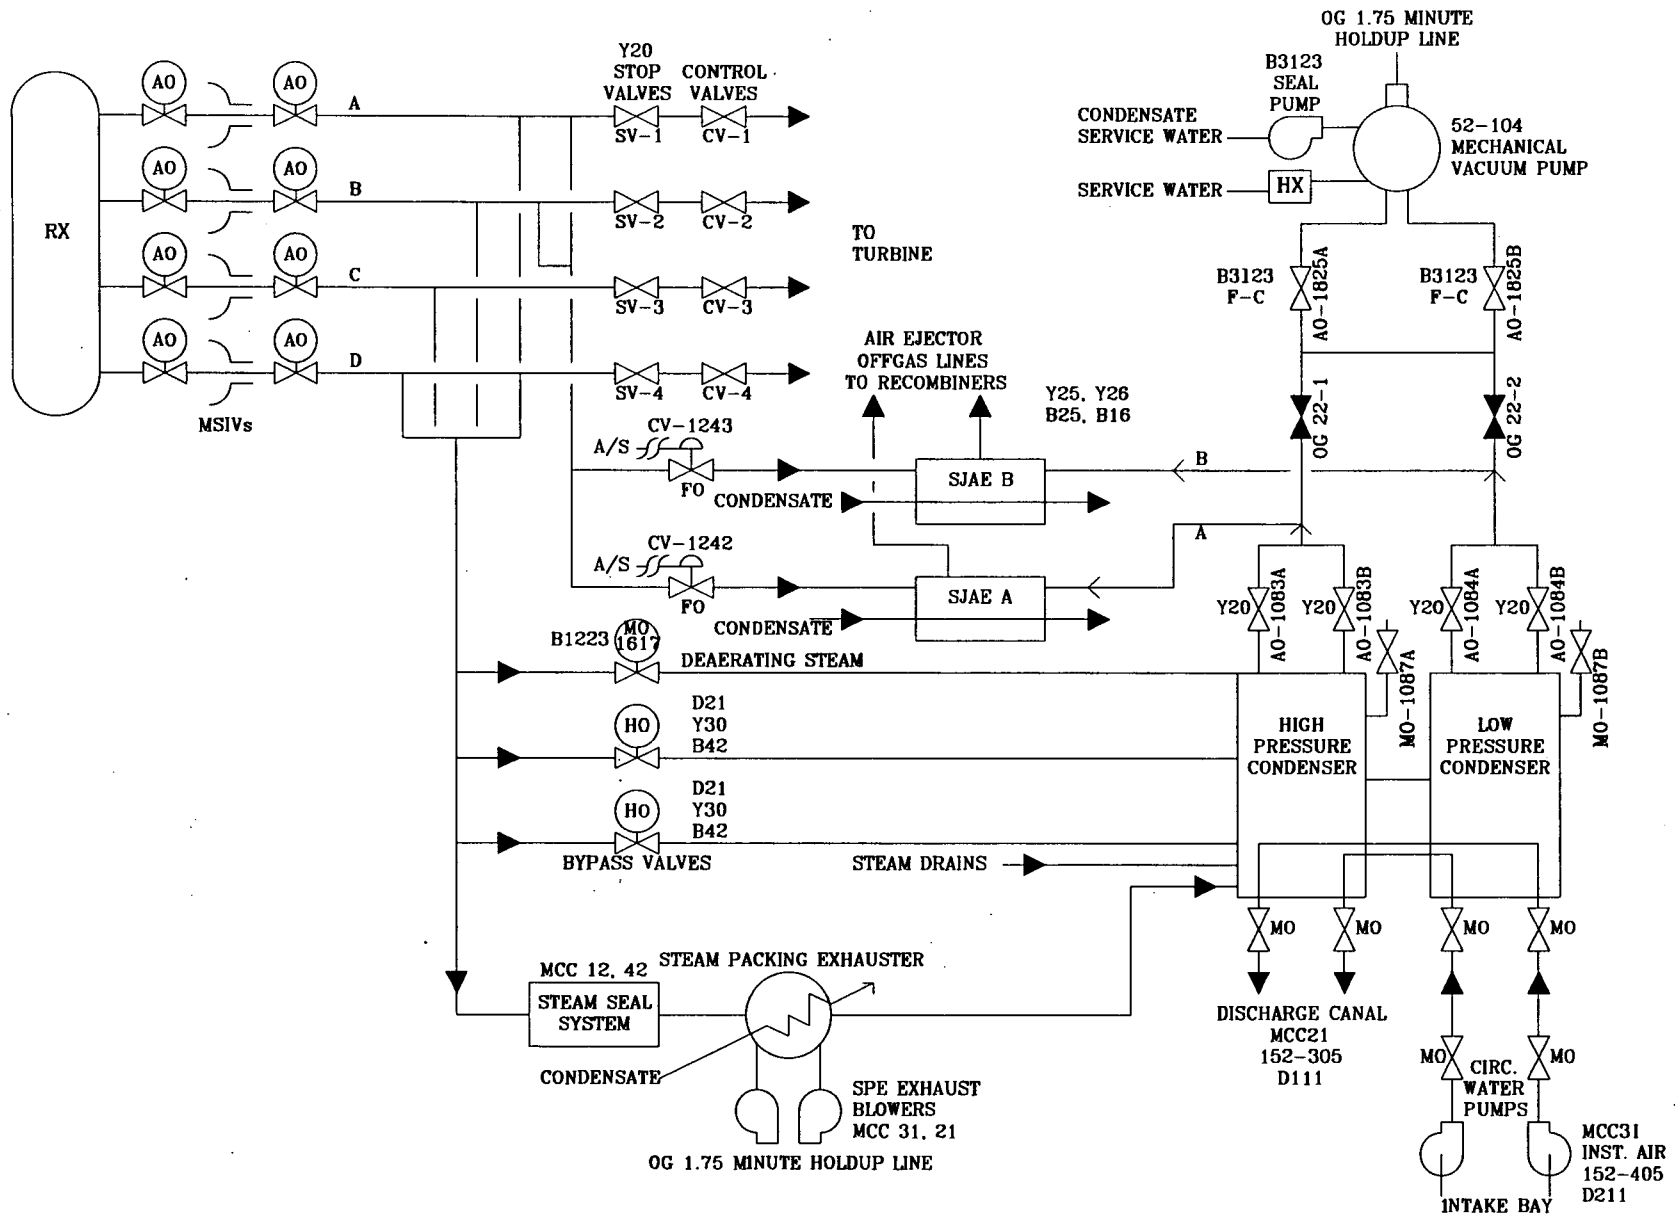 OG 1.75 MINUTE
HOLDUP LINE
Y20
STOP
VALVES
CONTROL
VALVES
B3123
SEAL
PUMP
CONDENSATE
SERVICE WATER
52-104
MECHANICAL
VACUUM PUMP
SERVICE WATER
HX
AO
AO
A
SV-1
CV-1
AO
AO
B
SV-2
CV-2
RX
AO
AO
C
SV-3
CV-3
AO
AO
D
SV-4
CV-4
MSIVs
TO
TURBINE
B3123
F-C
AO-1825A
B3123
F-C
AO-1825B
AIR EJECTOR
OFFGAS LINES
TO RECOMBINERS
Y25, Y26
B25, B16
OG 22-1
OG 22-2
A/S
CV-1243
FO
SJAE B
B
CONDENSATE
A/S
CV-1242
FO
SJAE A
A
CONDENSATE
Y20
AO-1083A
Y20
AO-1083B
Y20
AO-1084A
Y20
AO-1084B
MO-1087A
MO-1087B
B1223
MO
1617
DEAERATING STEAM
HO
D21
Y30
B42
HO
D21
Y30
B42
BYPASS VALVES
HIGH
PRESSURE
CONDENSER
LOW
PRESSURE
CONDENSER
STEAM DRAINS
MO
MO
MO
MO
STEAM PACKING EXHAUSTER
MCC 12, 42
STEAM SEAL
SYSTEM
CONDENSATE
SPE EXHAUST
BLOWERS
MCC 31, 21
OG 1.75 MINUTE HOLDUP LINE
DISCHARGE CANAL
MCC21
152-305
D111
MO
MO
CIRC.
WATER
PUMPS
MCC31
INST. AIR
152-405
D211
INTAKE BAY